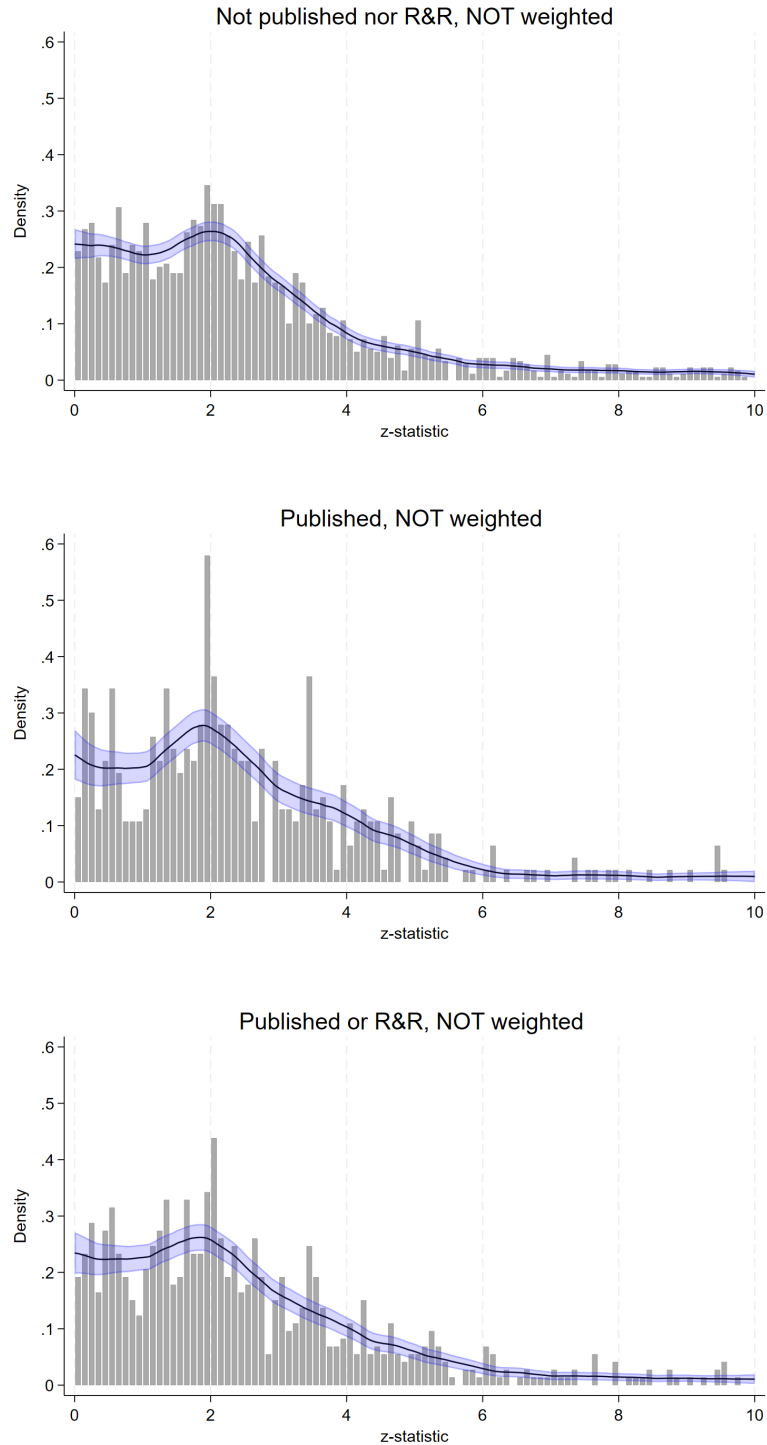 Not published nor R&R, NOT weighted
.6
.5
.4
.3
.2
.1
0
Density
0 2 4 6 8 10
z-statistic
Published, NOT weighted
.6
.5
.4
.3
.2
.1
0
Density
0 2 4 6 8 10
z-statistic
Published or R&R, NOT weighted
.6
.5
.4
.3
.2
.1
0
Density
0 2 4 6 8 10
z-statistic